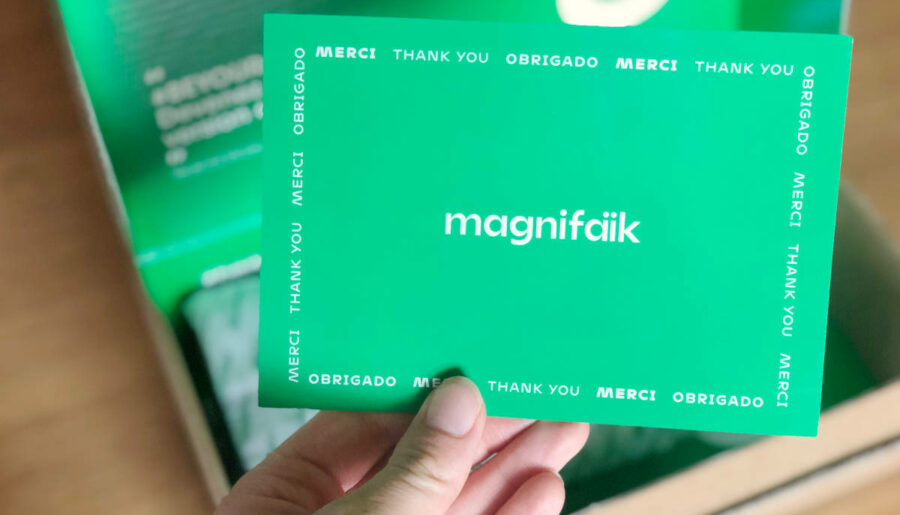 MERCI THANK YOU OBRIGADO MERCI THANK YOU
OBRIGADO MERCI THANK YOU MERCI
magnifäik
MERCI THANK YOU MERCI OBRIGADO
OBRIGADO THANK YOU MERCI OBRIGADO